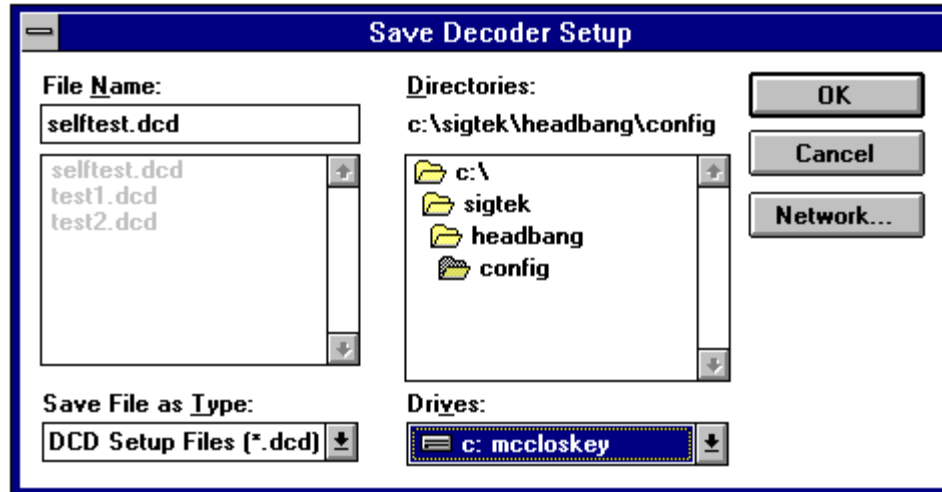 Save Decoder Setup
File Name:
selftest.dcd
selftest.dcd
test1.dcd
test2.dcd
Save File as Type:
DCD Setup Files (*.dcd)
Directories:
c:\sigtek\headbang\config
c:\
sigtek
headbang
config
Drives:
c: mccloskey
OK
Cancel
Network...